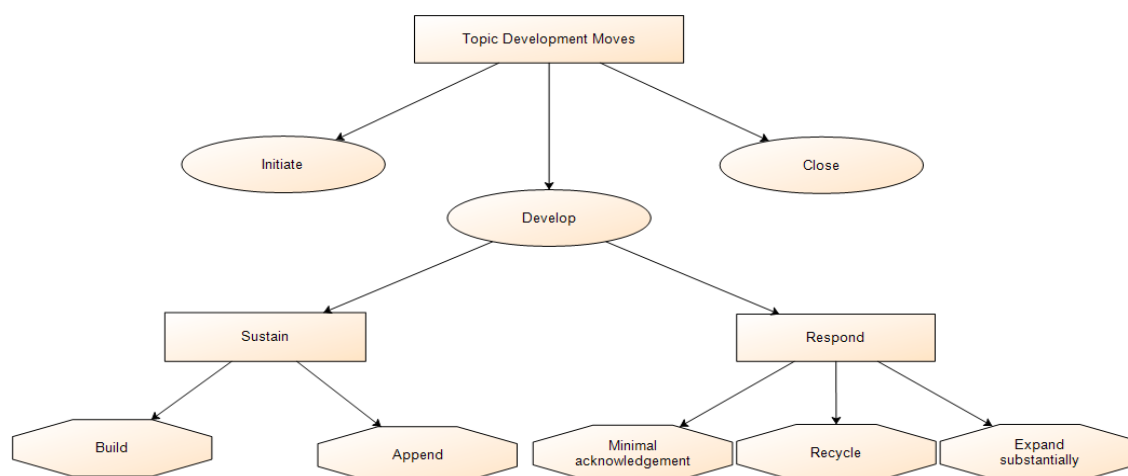 Topic Development Moves
Initiate
Close
Develop
Sustain
Respond
Build
Append
Minimal
acknowledgement
Recycle
Expand
substantially